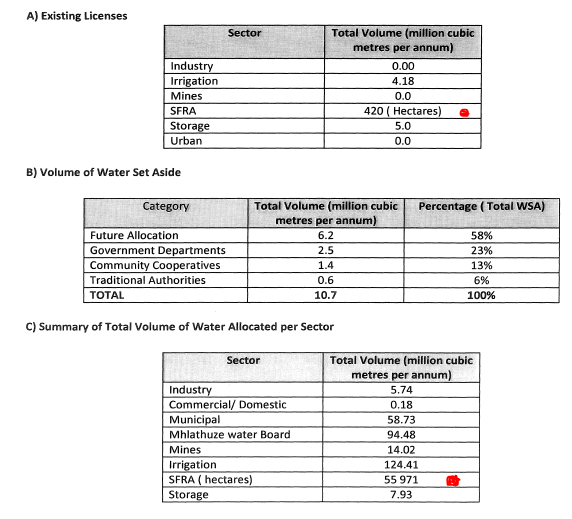 A) Existing Licenses
Sector Total Volume (million cubic
metres per annum)
Industry 0.00
Irrigation 4.18
Mines 0.0
SFRA 420 ( Hectares)
Storage 5.0
Urban 0.0
B) Volume of Water Set Aside
Category Total Volume (million cubic Percentage ( Total WSA)
metres per annum)
Future Allocation 6.2 58%
Government Departments 2.5 23%
Community Cooperatives 1.4 13%
Traditional Authorities 0.6 6%
TOTAL 10.7 100%
C) Summary of Total Volume of Water Allocated per Sector
Sector Total Volume (million cubic
metres per annum)
Industry 5.74
Commercial/ Domestic 0.18
Municipal 58.73
Mhlathuze water Board 94.48
Mines 14.02
Irrigation 124.41
SFRA ( hectares) 55 971
Storage 7.93